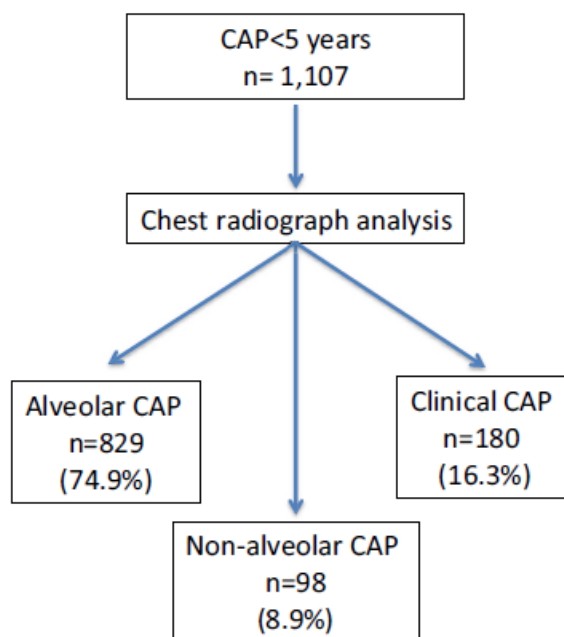 CAP<5 years
n= 1,107
Chest radiograph analysis
Alveolar CAP
n=829
(74.9%)
Non-alveolar CAP
n=98
(8.9%)
Clinical CAP
n=180
(16.3%)